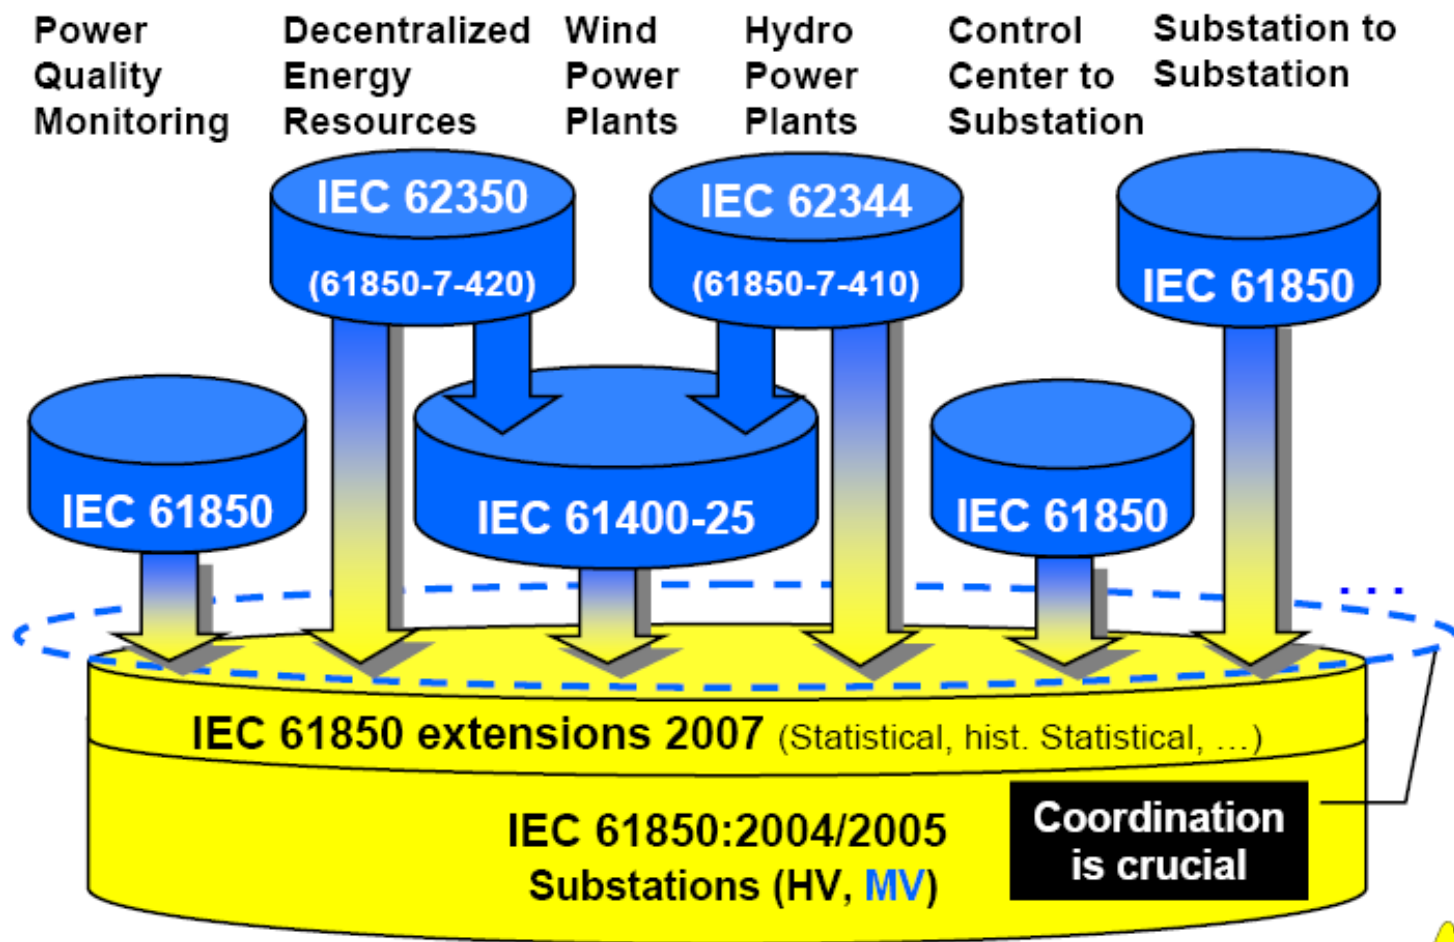 Power
Quality
Monitoring
Decentralized
Energy
Resources
Wind
Power
Plants
Hydro
Power
Plants
Control
Center to
Substation
Substation to
Substation
IEC 62350
(61850-7-420)
IEC 62344
(61850-7-410)
IEC 61850
IEC 61850
IEC 61400-25
IEC 61850
...
IEC 61850 extensions 2007 (Statistical, hist. Statistical, ...)
IEC 61850:2004/2005
Substations (HV, MV)
Coordination
is crucial